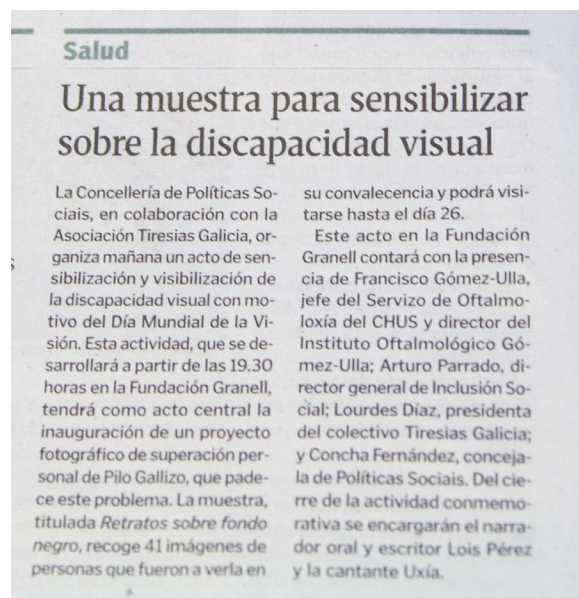 Salud
Una muestra para sensibilizar
sobre la discapacidad visual
La Concellería de Políticas So-
ciais, en colaboración con la
Asociación Tiresias Galicia, or-
ganiza mañana un acto de sen-
sibilización y visibilización de
la discapacidad visual con mo-
tivo del Día Mundial de la Vi-
sión. Esta actividad, que se de-
sarrollará a partir de las 19.30
horas en la Fundación Granell,
tendrá como acto central la
inauguración de un proyecto
fotográfico de superación per-
sonal de Pilo Gallizo, que pade-
ce este problema. La muestra,
titulada Retratos sobre fondo
negro, recoge 41 imágenes de
personas que fueron a verla en
su convalecencia y podrá visi-
tarse hasta el día 26.
Este acto en la Fundación
Granell contará con la presen-
cia de Francisco Gómez-Ulla,
jefe del Servizo de Oftalmo-
loxía del CHUS y director del
Instituto Oftalmológico Gó-
mez-Ulla; Arturo Parrado, di-
rector general de Inclusión So-
cial; Lourdes Díaz, presidenta
del colectivo Tiresias Galicia;
y Concha Fernández, conceja-
la de Políticas Sociais. Del cie-
rre de la actividad conmemo-
rativa se encargarán el narra-
dor oral y escritor Lois Pérez
y la cantante Uxía.